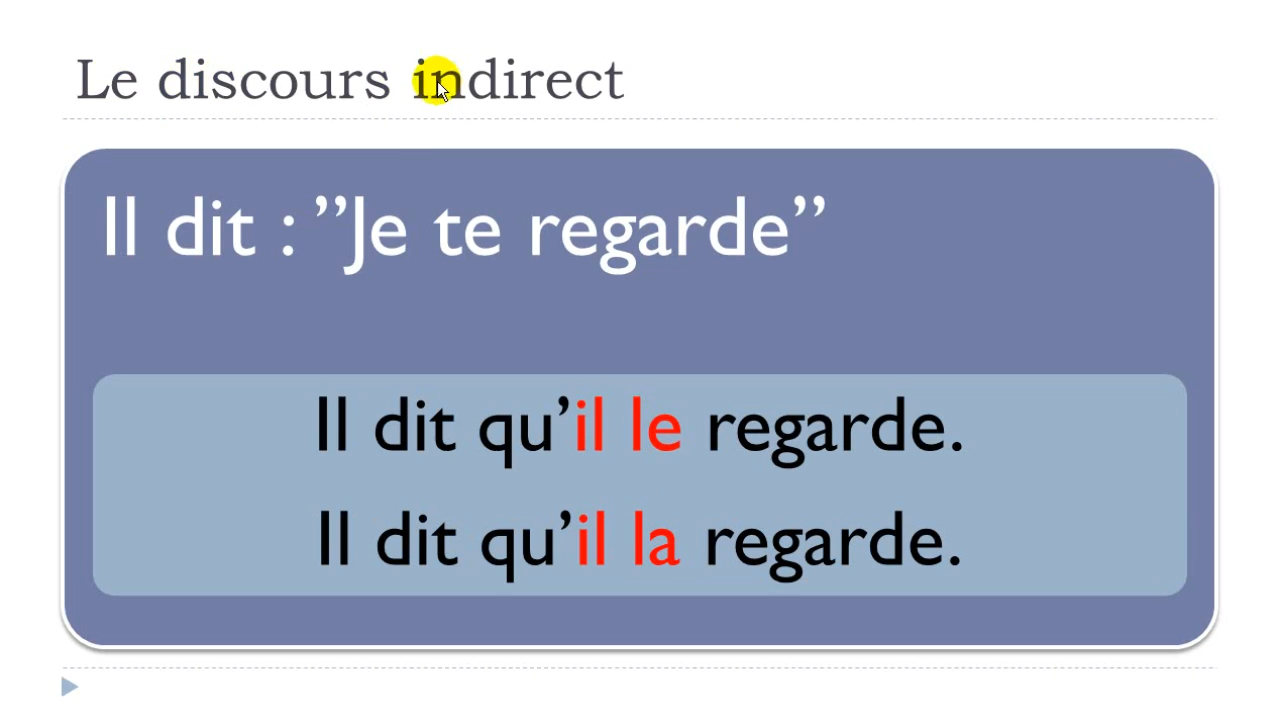 Le discours indirect
Il dit : ”Je te regarde”
Il dit qu’il le regarde.
Il dit qu’il la regarde.